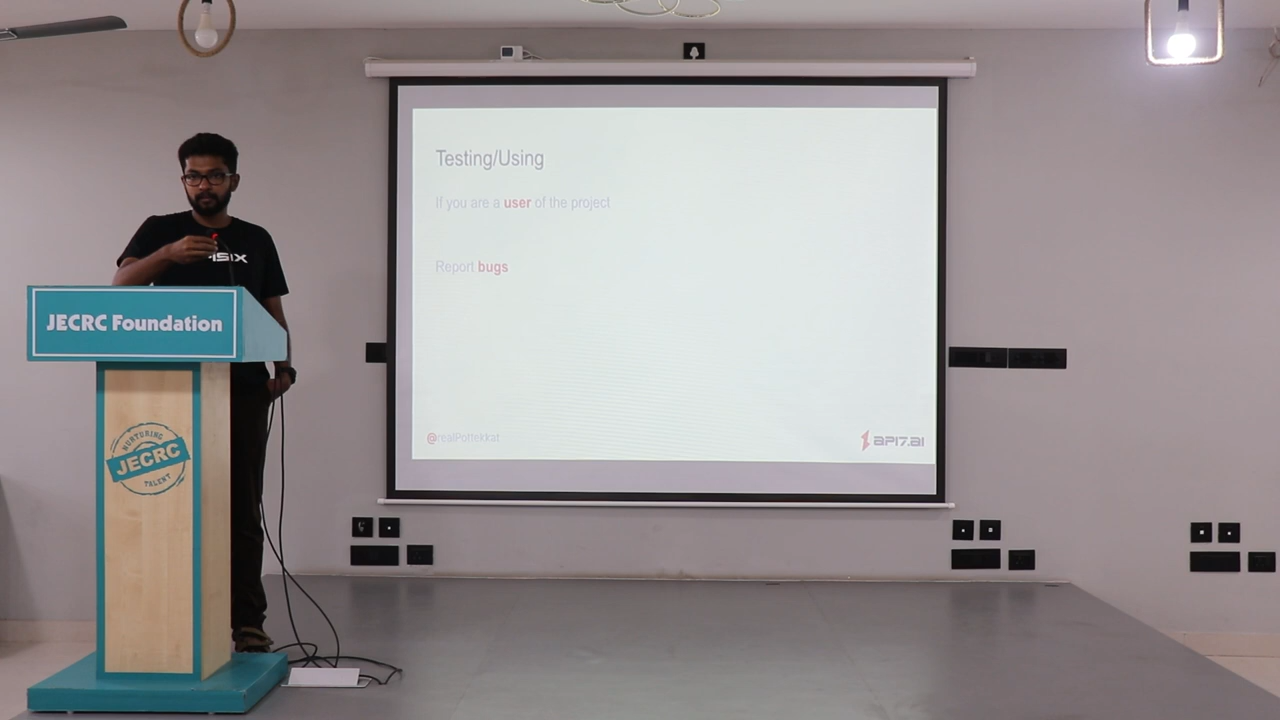 Testing/Using
If you are a user of the project
Report bugs
@realPottekkat
API7.AI
JECRC Foundation
NURTURING
JECRC
TALENT